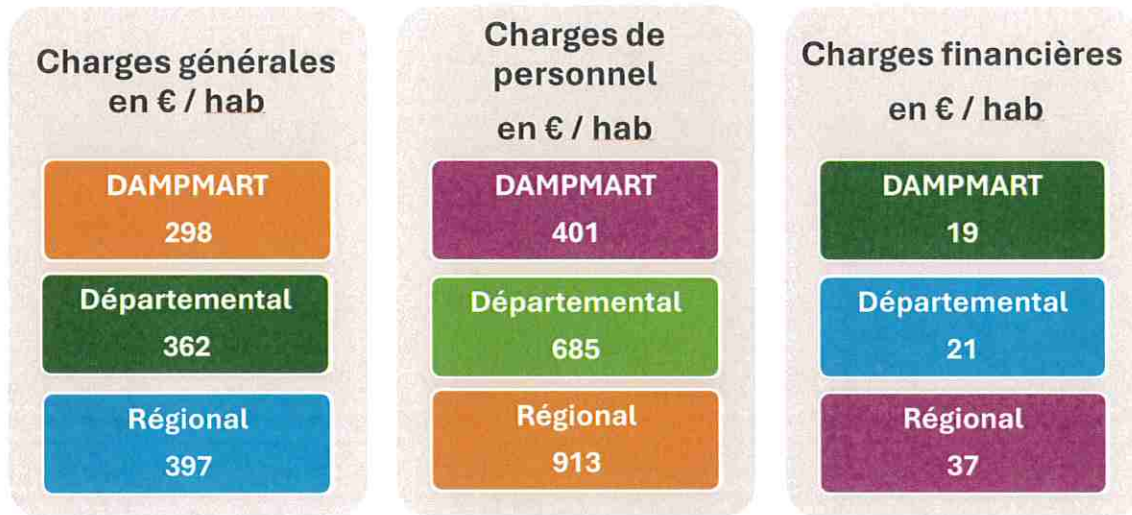 Charges générales
en € / hab
DAMPMART
298
Départemental
362
Régional
397
Charges de
personnel
en € / hab
DAMPMART
401
Départemental
685
Régional
913
Charges financières
en € / hab
DAMPMART
19
Départemental
21
Régional
37